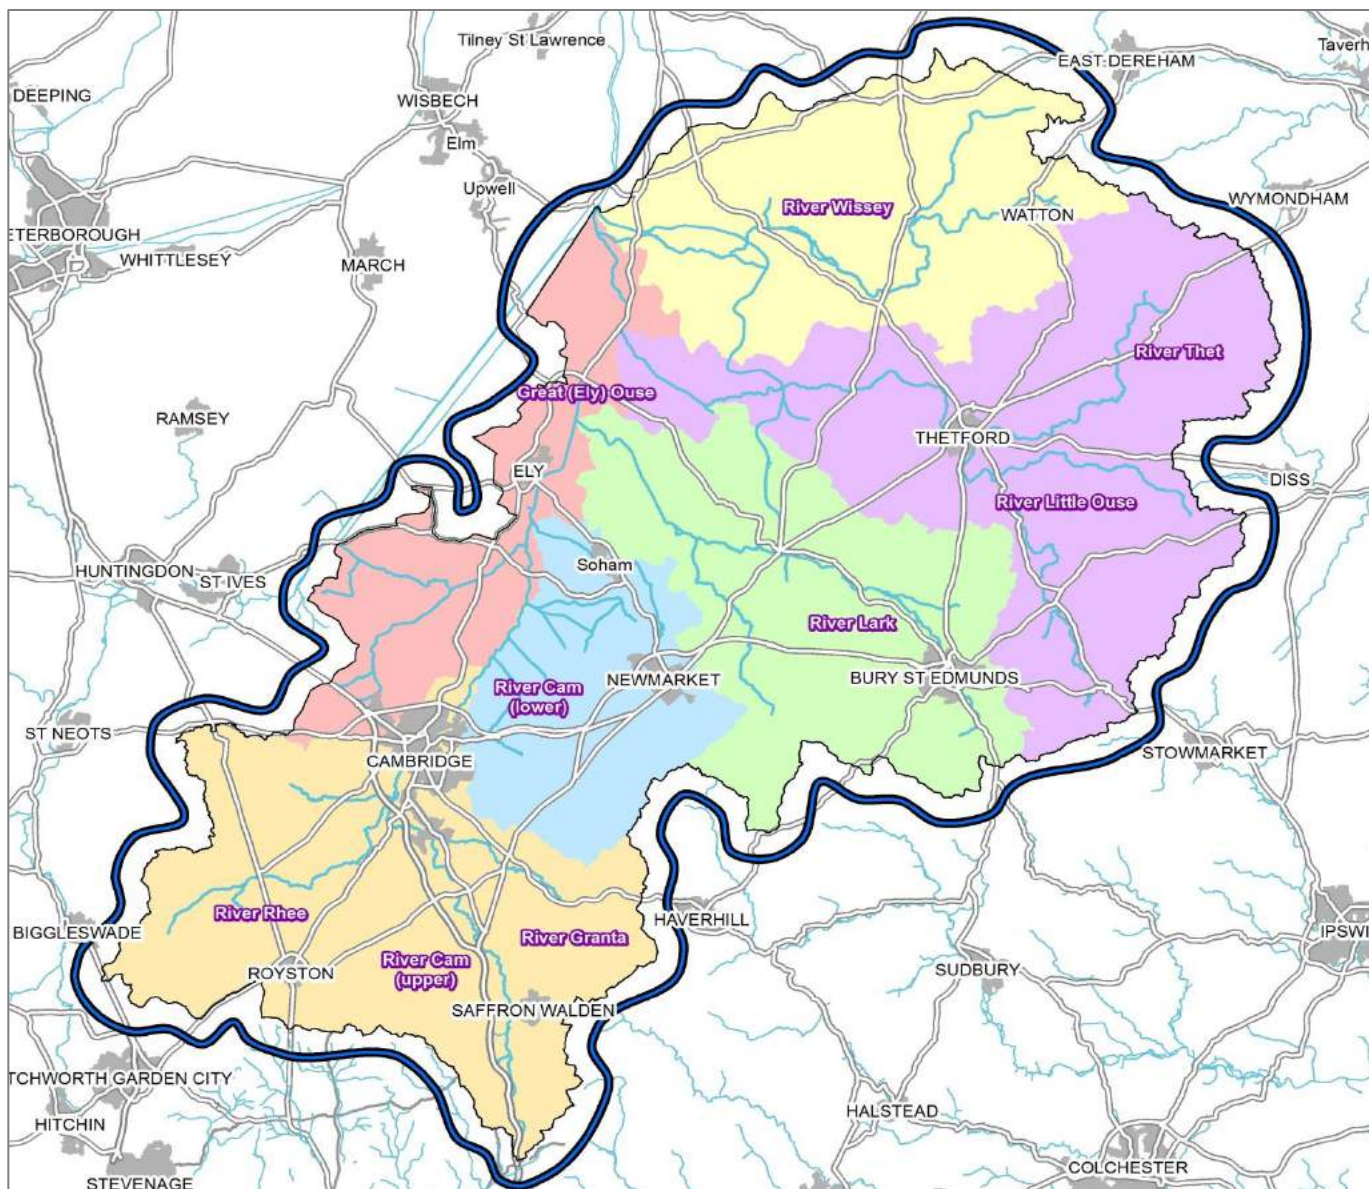 Tilney St Lawrence
Taverh
EAST DEREHAM
DEEPING
WISBECH
Elm
Upwell
WYMONDHAM
River Wissey
WATTON
ETERBOROUGH
WHITTLESEY
MARCH
River Thet
Great (Ely) Ouse
RAMSEY
THETFORD
ELY
DISS
River Little Ouse
HUNTINGDON
ST IVES
Soham
River Lark
NEWMARKET
BURY ST EDMUNDS
River Cam
(lower)
ST NEOTS
STOWMARKET
CAMBRIDGE
River Rhee
HAVERHILL
BIGGLESWADE
River Granta
IPSWI
River Cam
(upper)
ROYSTON
SUDBURY
SAFFRON WALDEN
TCHWORTH GARDEN CITY
HITCHIN
HALSTEAD
COLCHESTER
STEVENAGE